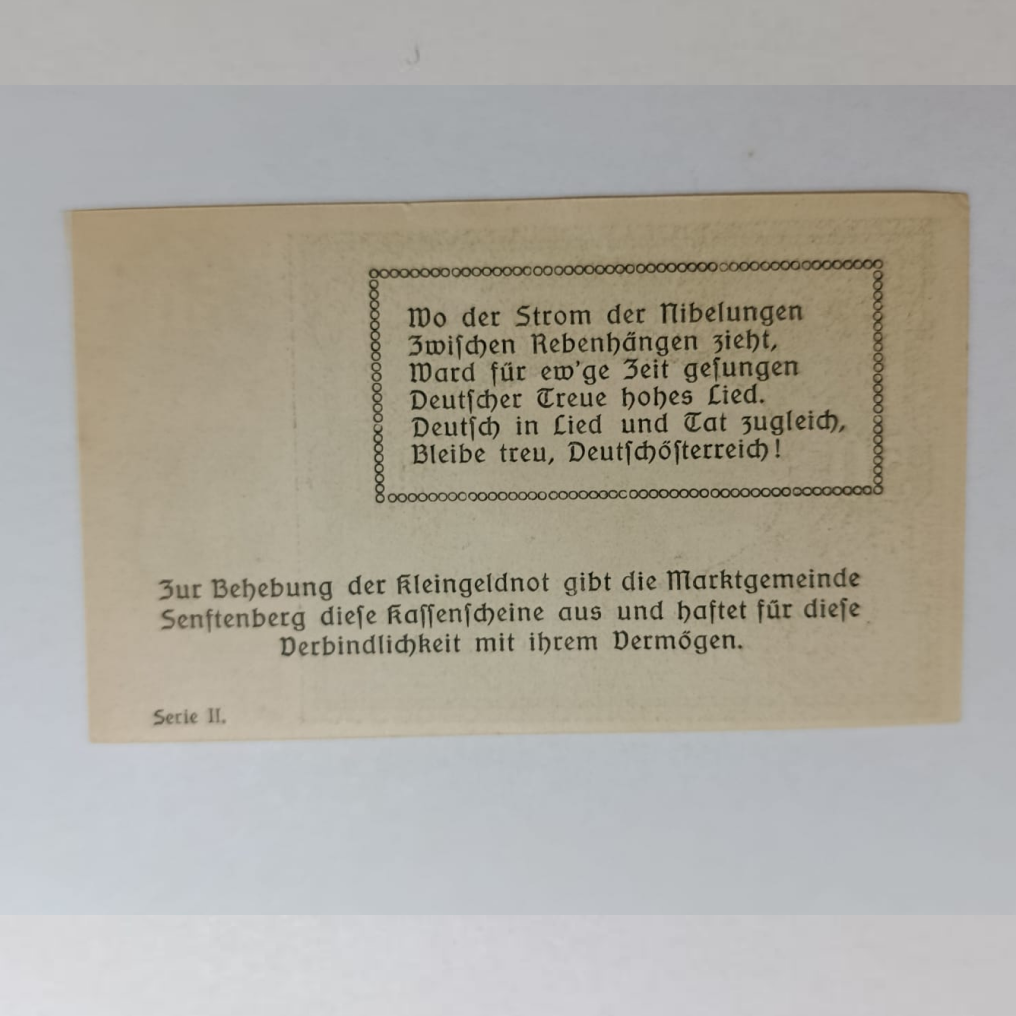 Wo der Strom der Nibelungen
Zwiſchen Rebenhängen zieht,
Ward für ew'ge Zeit geſungen
Deutſcher Treue hohes Lied.
Deutſch in Lied und Tat zugleich,
Bleibe treu, Deutſchöſterreich!
Zur Behebung der Kleingeldnot gibt die Marktgemeinde
Senftenberg dieſe Kaſſenſcheine aus und haftet für dieſe
Verbindlichkeit mit ihrem Vermögen.
Serie II.